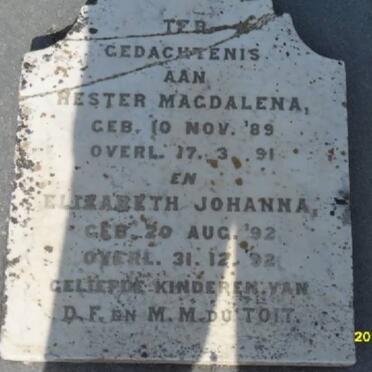 TER
GEDACHTENIS
AAN
HESTER MAGDALENA,
GEB. 10 NOV. '89
OVERL. 17. 3. 91
EN
ELIZABETH JOHANNA,
GEB. 20 AUG. '92
OVERL. 31. 12. '92
GELIEFDE KINDEREN VAN
D. F. EN M. M. DU TOIT.
20